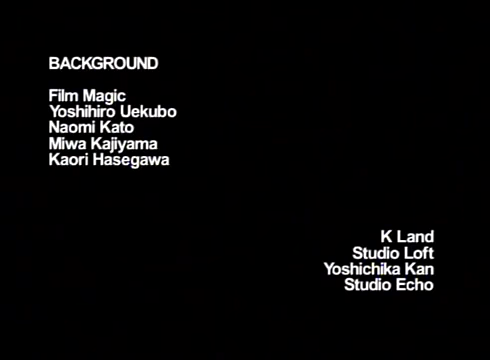 BACKGROUND
Film Magic
Yoshihiro Uekubo
Naomi Kato
Miwa Kajiyama
Kaori Hasegawa
K Land
Studio Loft
Yoshichika Kan
Studio Echo